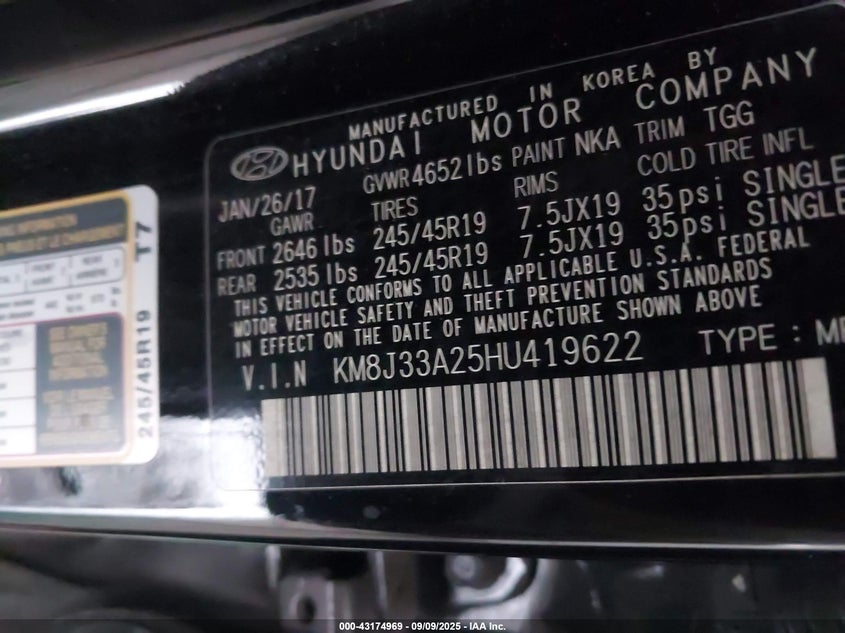 MANUFACTURED IN KOREA BY
HYUNDAI MOTOR COMPANY
JAN/26/17 GVWR 4652 lbs PAINT NKA TRIM TGG
GAWR TIRES RIMS COLD TIRE INFL
FRONT 2646 lbs 245/45R19 7.5JX19 35psi SINGLE
REAR 2535 lbs 245/45R19 7.5JX19 35psi SINGLE
THIS VEHICLE CONFORMS TO ALL APPLICABLE U.S.A. FEDERAL
MOTOR VEHICLE SAFETY AND THEFT PREVENTION STANDARDS
IN EFFECT ON THE DATE OF MANUFACTURE SHOWN ABOVE
V.I.N KM8J33A25HU419622 TYPE :
245/45R19 T7
000-43174969 | 09/09/2025 - IAA Inc.